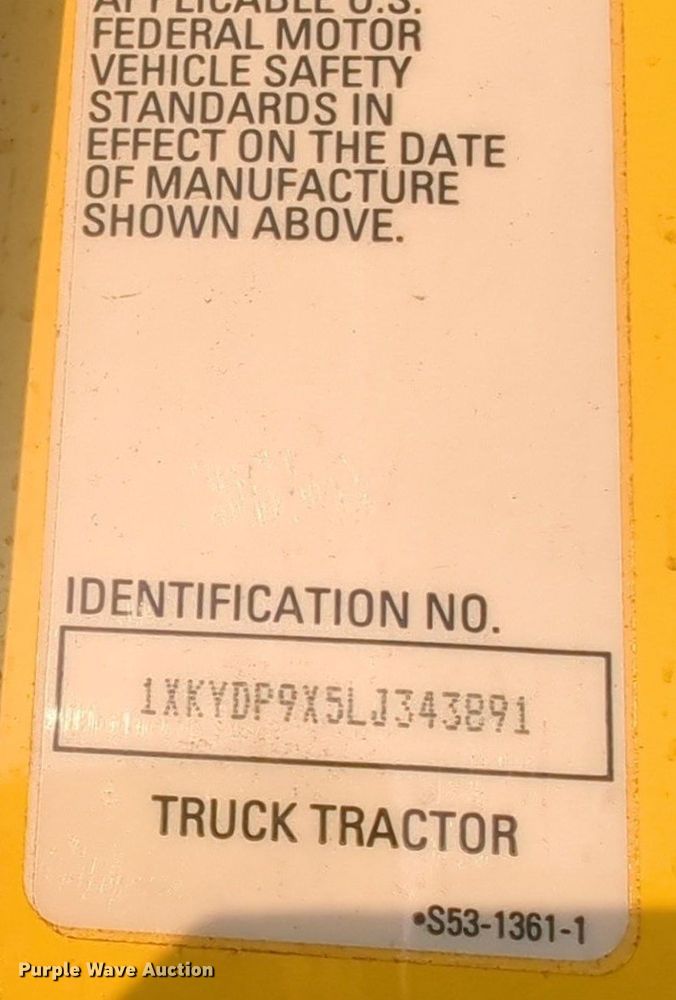 APPLICABLE U.S.
FEDERAL MOTOR
VEHICLE SAFETY
STANDARDS IN
EFFECT ON THE DATE
OF MANUFACTURE
SHOWN ABOVE.
IDENTIFICATION NO.
1XKYDP9X5LJ343891
TRUCK TRACTOR
•S53-1361-1
Purple Wave Auction